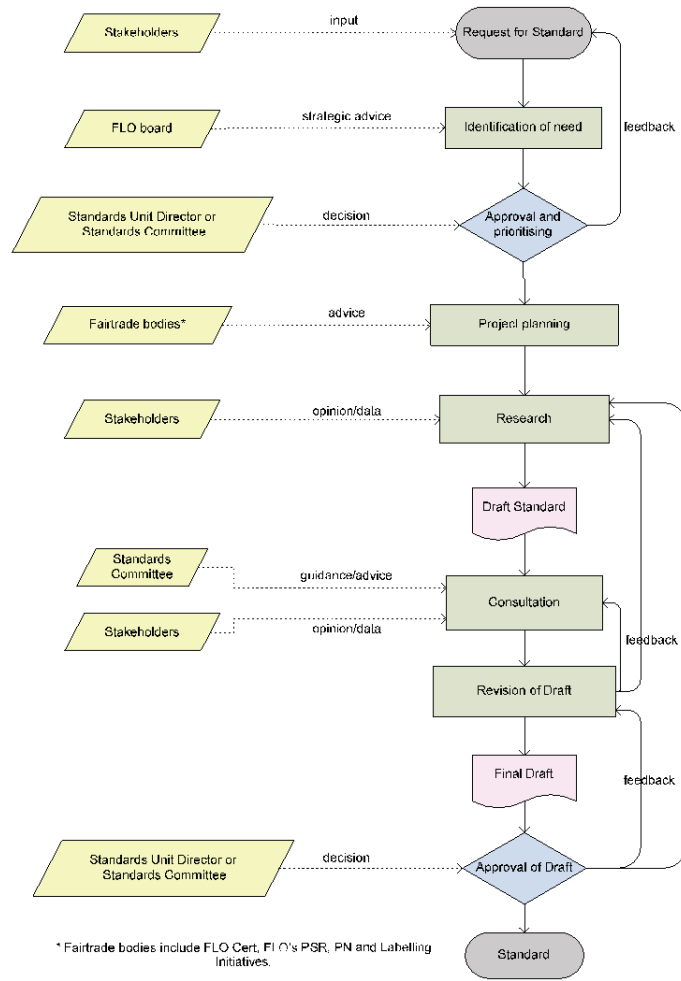 Stakeholders
input
Request for Standard
FLO board
strategic advice
Identification of need
feedback
Standards Unit Director or
Standards Committee
decision
Approval and
prioritising
Fairtrade bodies*
advice
Project planning
Stakeholders
opinion/data
Research
Draft Standard
Standards
Committee
guidance/advice
Consultation
Stakeholders
opinion/data
feedback
Revision of Draft
Final Draft
feedback
Standards Unit Director or
Standards Committee
decision
Approval of Draft
* Fairtrade bodies include FLO Cert, FLO's PSR, PN and Labelling
Initiatives.
Standard